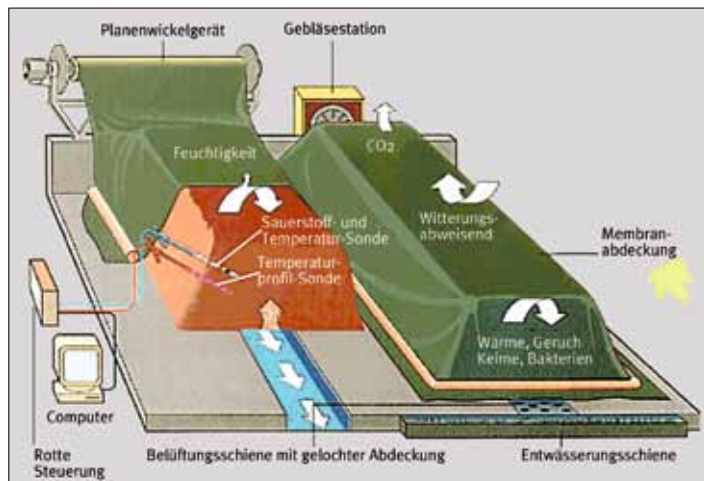 Planenwickelgerät
Gebläsestation
Feuchtigkeit
CO2
Sauerstoff- und
Temperatur-Sonde
Witterungs-
abweisend
Membran-
abdeckung
Temperatur-
profil-Sonde
Wärme, Geruch
Keime, Bakterien
Computer
Rotte
Steuerung
Belüftungsschiene mit gelochter Abdeckung
Entwässerungsschiene